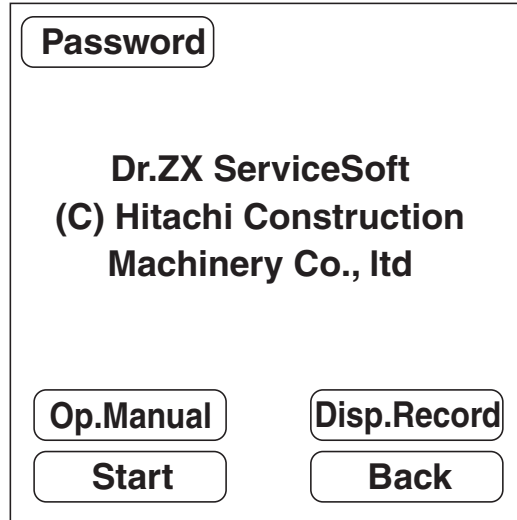 Password
Dr.ZX ServiceSoft
(C) Hitachi Construction
Machinery Co., ltd
Op.Manual
Disp.Record
Start
Back